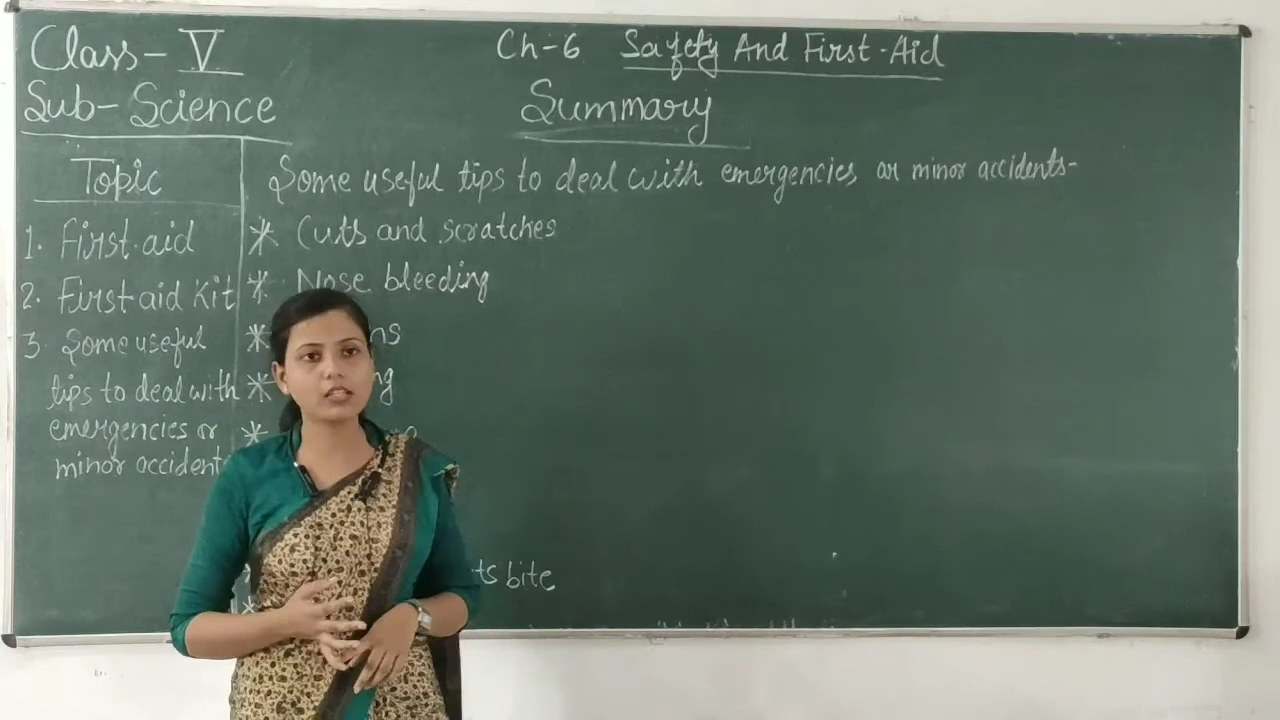 Class- V
Sub- Science
Ch-6 Safety And First-Aid
Summary
Topic
1. First-aid
2. First-aid Kit
3. Some useful
tips to deal with
emergencies or
minor accident
Some useful tips to deal with emergencies or minor accidents-
* Cuts and scratches
* Nose bleeding
*
*
*
bite